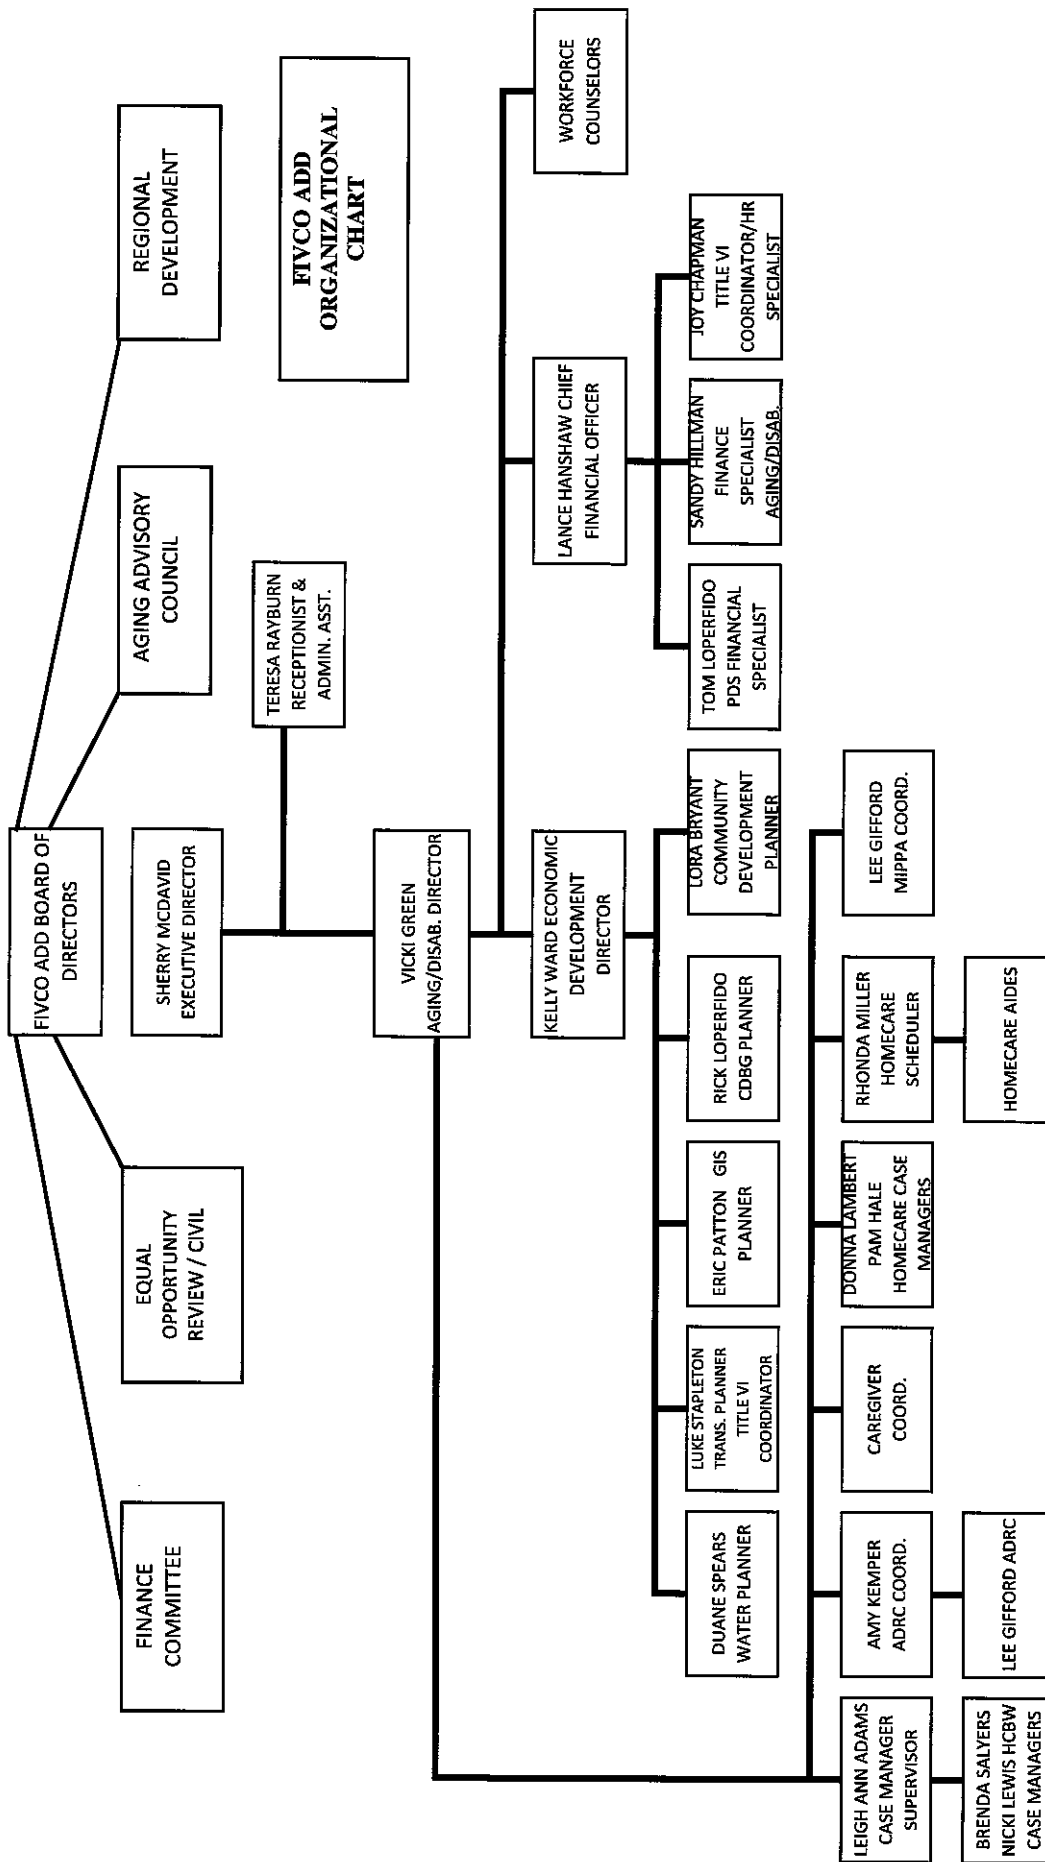 FIVCO ADD BOARD OF
DIRECTORS
FINANCE
COMMITTEE
EQUAL
OPPORTUNITY
REVIEW / CIVIL
AGING ADVISORY
COUNCIL
REGIONAL
DEVELOPMENT
SHERRY MCDAVID
EXECUTIVE DIRECTOR
TERESA RAYBURN
RECEPTIONIST &
ADMIN. ASST.
FIVCO ADD
ORGANIZATIONAL
CHART
VICKI GREEN
AGING/DISAB. DIRECTOR
KELLY WARD ECONOMIC
DEVELOPMENT
DIRECTOR
LANCE HANSHAW CHIEF
FINANCIAL OFFICER
WORKFORCE
COUNSELORS
DUANE SPEARS
WATER PLANNER
LUKE STAPLETON
TRANS. PLANNER
TITLE VI
COORDINATOR
ERIC PATTON  GIS
PLANNER
RICK LOPERFIDO
CDBG PLANNER
LORA BRYANT
COMMUNITY
DEVELOPMENT
PLANNER
TOM LOPERFIDO
PDS FINANCIAL
SPECIALIST
SANDY HILLMAN
FINANCE
SPECIALIST
AGING/DISAB.
JOY CHAPMAN
TITLE VI
COORDINATOR/HR
SPECIALIST
LEIGH ANN ADAMS
CASE MANAGER
SUPERVISOR
AMY KEMPER
ADRC COORD.
CAREGIVER
COORD.
DONNA LAMBERT
PAM HALE
HOMECARE CASE
MANAGERS
RHONDA MILLER
HOMECARE
SCHEDULER
LEE GIFFORD
MIPPA COORD.
BRENDA SALYERS
NICKI LEWIS HCBW
CASE MANAGERS
LEE GIFFORD ADRC
HOMECARE AIDES